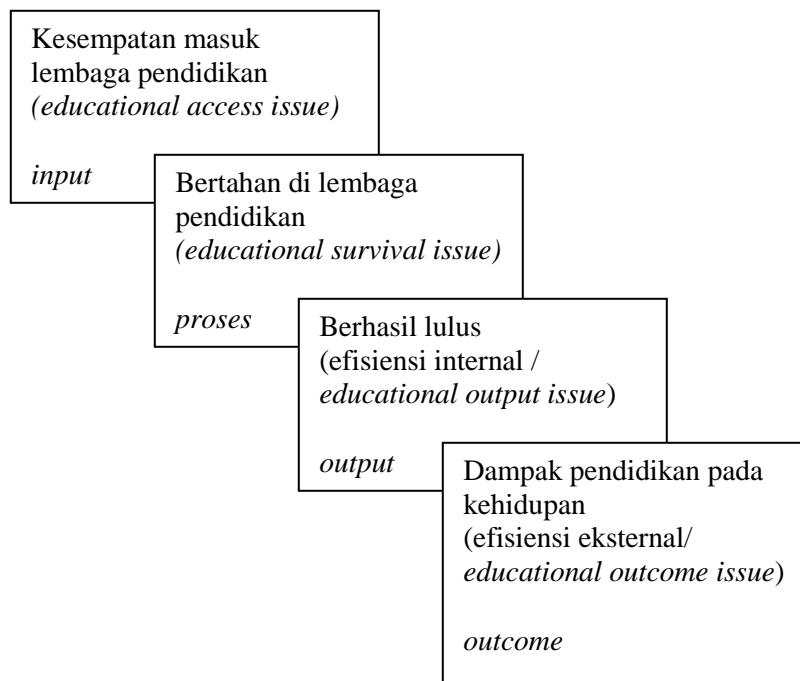 Kesempatan masuk
lembaga pendidikan
(educational access issue)
input
Bertahan di lembaga
pendidikan
(educational survival issue)
proses
Berhasil lulus
(efisiensi internal /
educational output issue)
output
Dampak pendidikan pada
kehidupan
(efisiensi eksternal/
educational outcome issue)
outcome